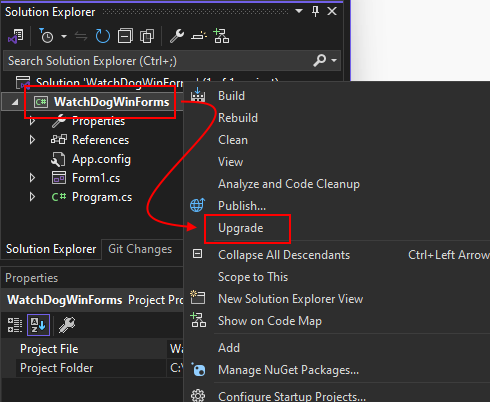 Solution Explorer
Search Solution Explorer (Ctrl+;)
Solution 'WatchDogWinForms' (1 of 1 project)
C# WatchDogWinForms
Properties
References
App.config
Form1.cs
C# Program.cs
Solution Explorer Git Changes
Properties
WatchDogWinForms Project Pro
Project File Wa
Project Folder C:\
Build
Rebuild
Clean
View
Analyze and Code Cleanup
Publish...
Upgrade
Collapse All Descendants Ctrl+Left Arrow
Scope to This
New Solution Explorer View
Show on Code Map
Add
Manage NuGet Packages...
Configure Startup Projects...